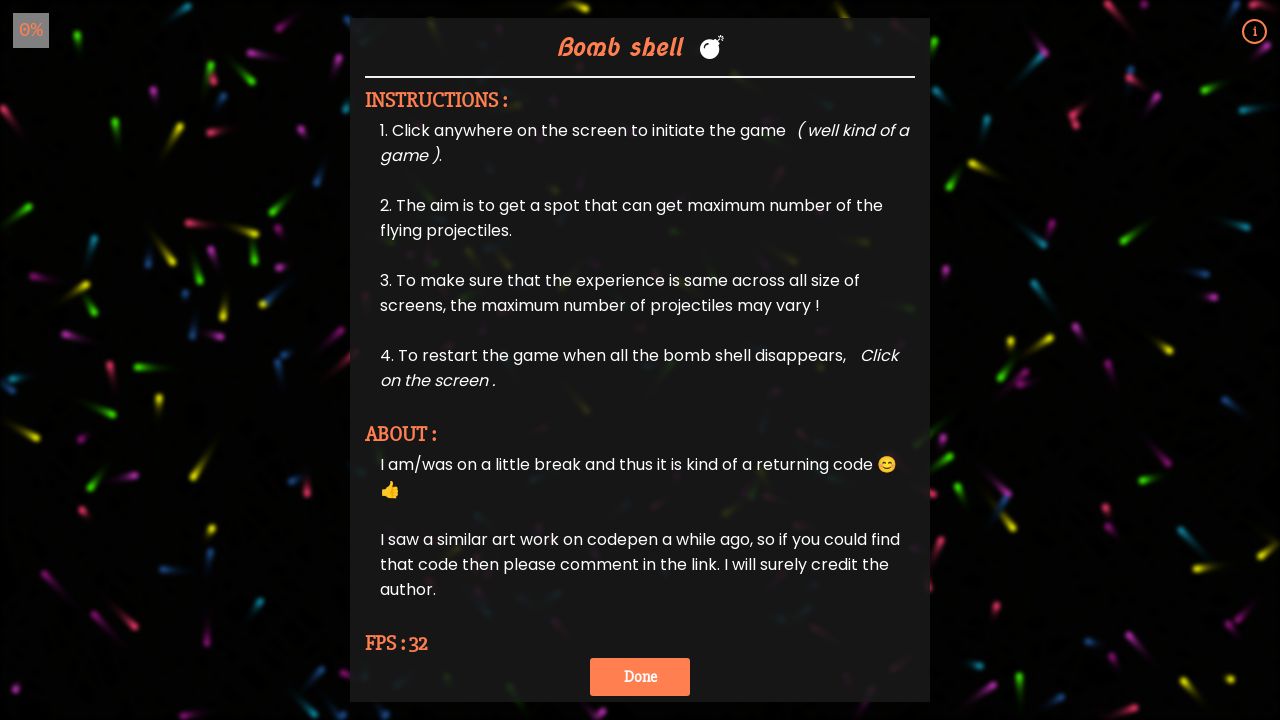 0%
i
Bomb shell 💣
INSTRUCTIONS :
1. Click anywhere on the screen to initiate the game ( well kind of a
game ).
2. The aim is to get a spot that can get maximum number of the
flying projectiles.
3. To make sure that the experience is same across all size of
screens, the maximum number of projectiles may vary !
4. To restart the game when all the bomb shell disappears, Click
on the screen .
ABOUT :
I am/was on a little break and thus it is kind of a returning code 😊
👍
I saw a similar art work on codepen a while ago, so if you could find
that code then please comment in the link. I will surely credit the
author.
FPS : 32
Done